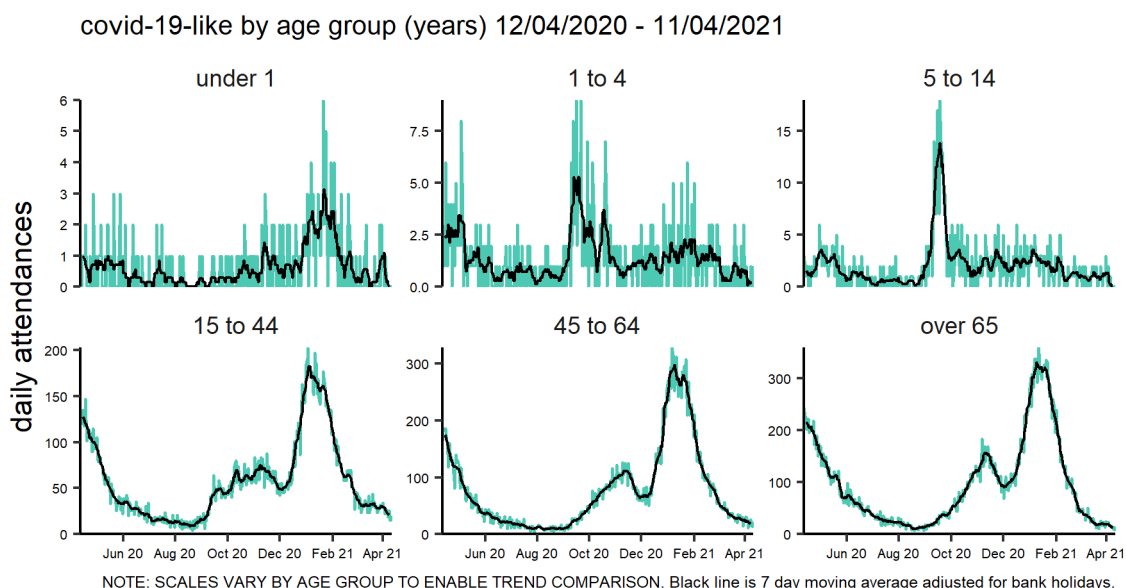 covid-19-like by age group (years) 12/04/2020 - 11/04/2021
under 1
1 to 4
5 to 14
6
5
4
3
2
1
0
7.5
5.0
2.5
0.0
15
10
5
0
daily attendances
15 to 44
45 to 64
over 65
200
150
100
50
0
300
200
100
0
300
200
100
0
Jun 20 Aug 20 Oct 20 Dec 20 Feb 21 Apr 21
Jun 20 Aug 20 Oct 20 Dec 20 Feb 21 Apr 21
Jun 20 Aug 20 Oct 20 Dec 20 Feb 21 Apr 21
NOTE: SCALES VARY BY AGE GROUP TO ENABLE TREND COMPARISON. Black line is 7 day moving average adjusted for bank holidays.